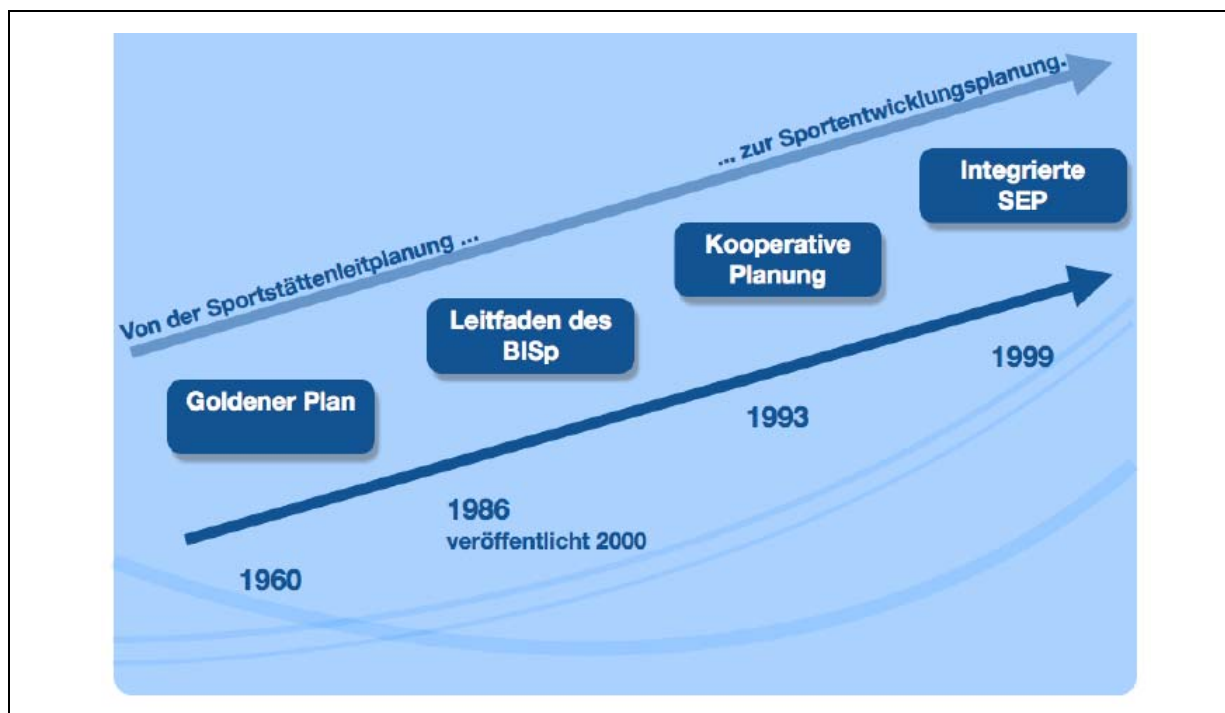 Von der Sportstättenleitplanung ...
... zur Sportentwicklungsplanung.
Goldener Plan
Leitfaden des
BISp
Kooperative
Planung
Integrierte
SEP
1960
1986
veröffentlicht 2000
1993
1999